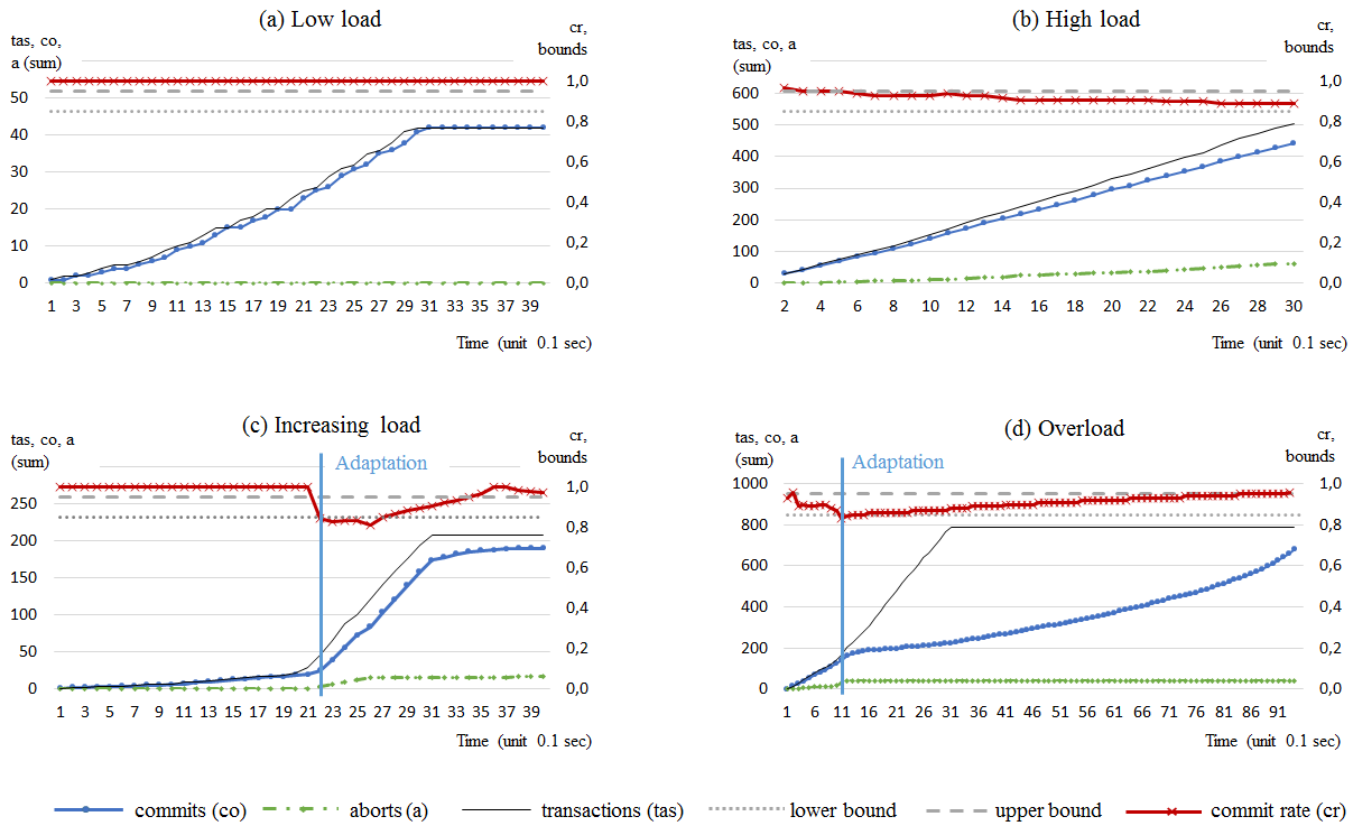 (a) Low load
tas, co,
a (sum)
cr,
bounds
50
40
30
20
10
0
1,0
0,8
0,6
0,4
0,2
0,0
1 3 5 7 9 11 13 15 17 19 21 23 25 27 29 31 33 35 37 39
Time (unit 0.1 sec)
(b) High load
tas, co, a
(sum)
cr,
bounds
600
500
400
300
200
100
0
1,0
0,8
0,6
0,4
0,2
0,0
2 4 6 8 10 12 14 16 18 20 22 24 26 28 30
Time (unit 0.1 sec)
(c) Increasing load
tas, co, a
(sum)
cr,
bounds
Adaptation
250
200
150
100
50
0
1,0
0,8
0,6
0,4
0,2
0,0
1 3 5 7 9 11 13 15 17 19 21 23 25 27 29 31 33 35 37 39
Time (unit 0.1 sec)
(d) Overload
tas, co, a
(sum)
cr,
bounds
Adaptation
1000
800
600
400
200
0
1,0
0,8
0,6
0,4
0,2
0,0
1 6 11 16 21 26 31 36 41 46 51 56 61 66 71 76 81 86 91
Time (unit 0.1 sec)
commits (co) aborts (a) transactions (tas) lower bound upper bound commit rate (cr)